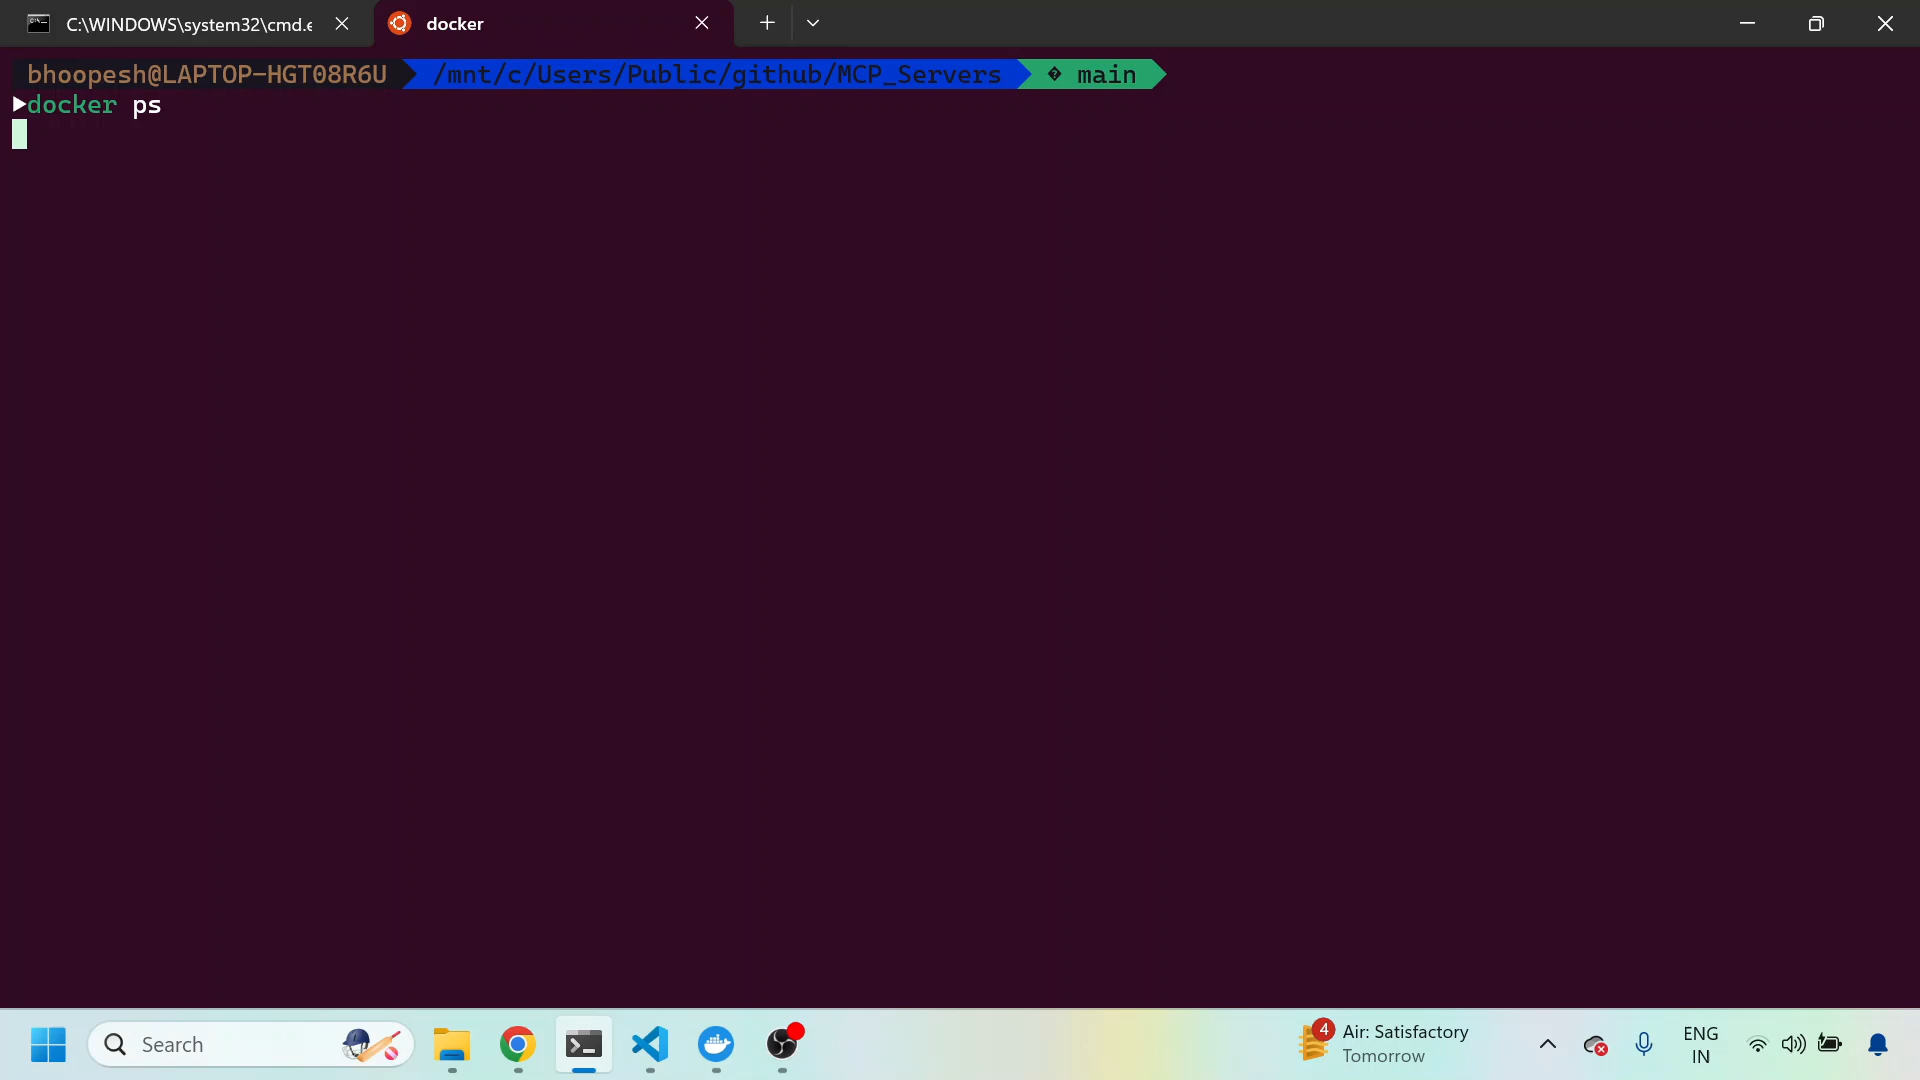 C:\WINDOWS\system32\cmd.e
docker
bhoopesh@LAPTOP-HGT08R6U /mnt/c/Users/Public/github/MCP_Servers main
docker ps
Search
4
Air: Satisfactory
Tomorrow
ENG
IN